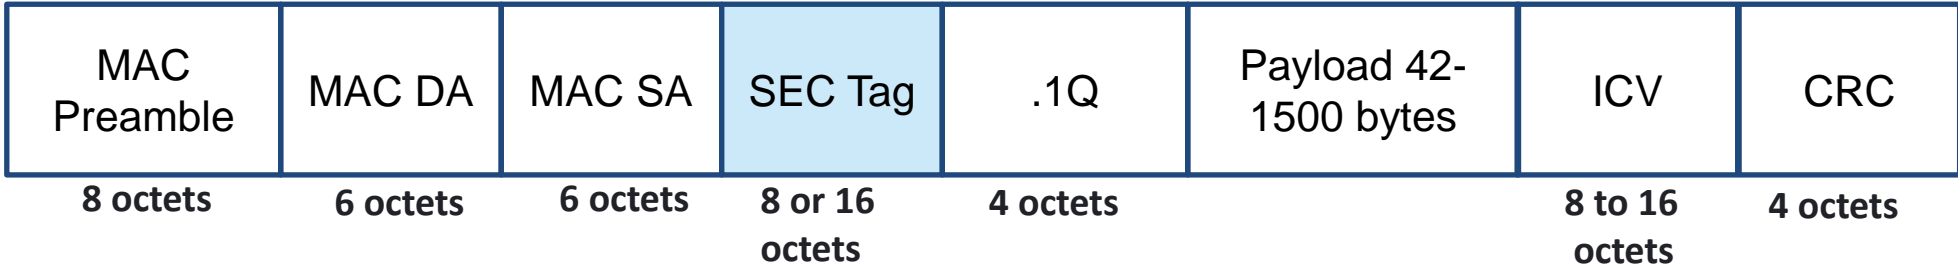 MAC
Preamble
MAC DA
MAC SA
SEC Tag
.1Q
Payload 42-
1500 bytes
ICV
CRC
8 octets
6 octets
6 octets
8 or 16
octets
4 octets
8 to 16
octets
4 octets